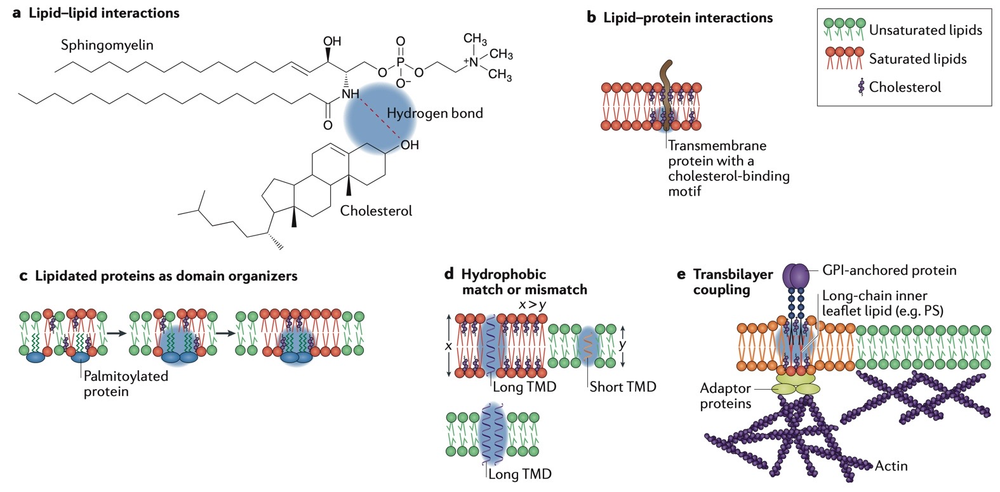 a Lipid–lipid interactions
Sphingomyelin
OH
O
P
O
O
O−
+N
CH3
CH3
CH3
NH
O
Hydrogen bond
OH
Cholesterol
b Lipid–protein interactions
Transmembrane
protein with a
cholesterol-binding
motif
Unsaturated lipids
Saturated lipids
Cholesterol
c Lipidated proteins as domain organizers
Palmitoylated
protein
d Hydrophobic
match or mismatch
x > y
x
y
Long TMD
Short TMD
Long TMD
e Transbilayer
coupling
GPI-anchored protein
Long-chain inner
leaflet lipid (e.g. PS)
Adaptor
proteins
Actin